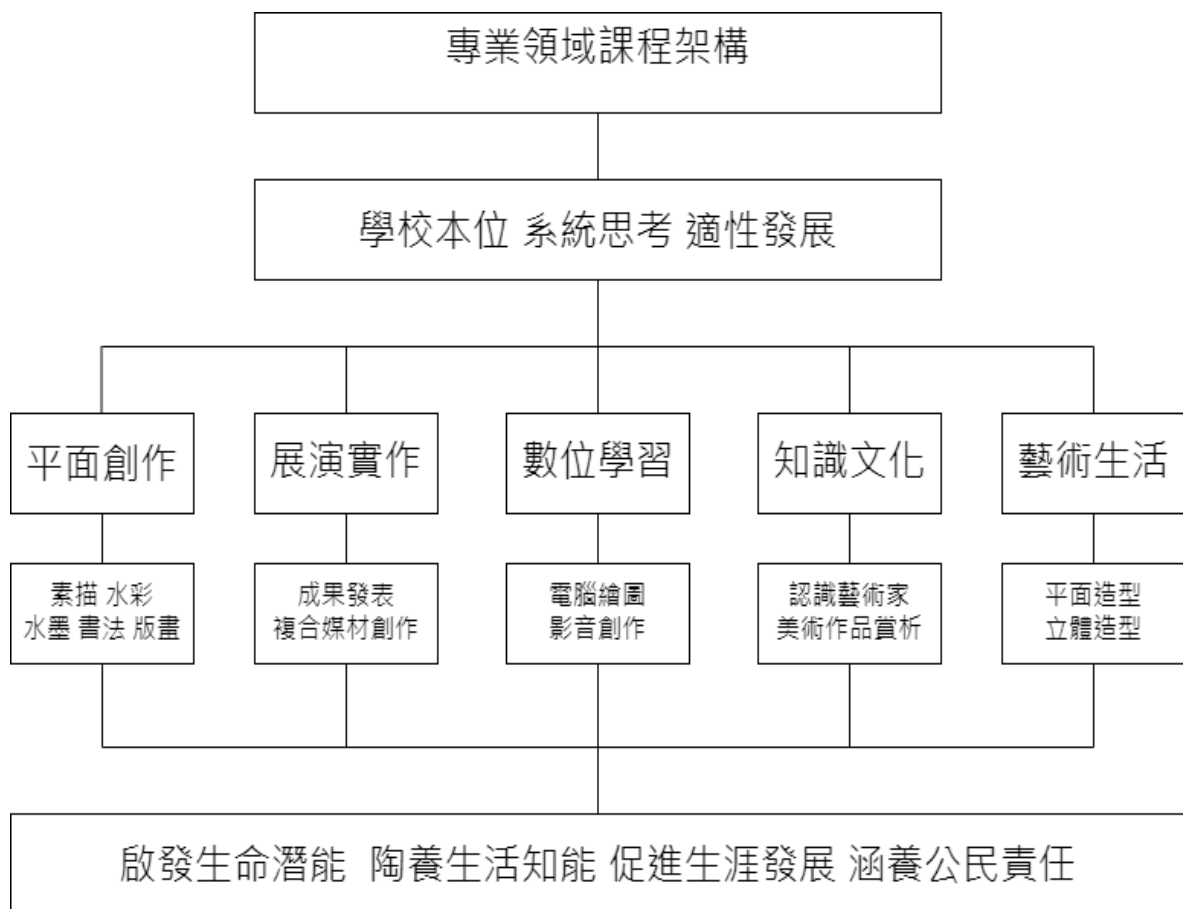 專業領域課程架構
學校本位 系統思考 適性發展
平面創作
展演實作
數位學習
知識文化
藝術生活
素描 水彩
水墨 書法 版畫
成果發表
複合媒材創作
電腦繪圖
影音創作
認識藝術家
美術作品賞析
平面造型
立體造型
啟發生命潛能 陶養生活知能 促進生涯發展 涵養公民責任